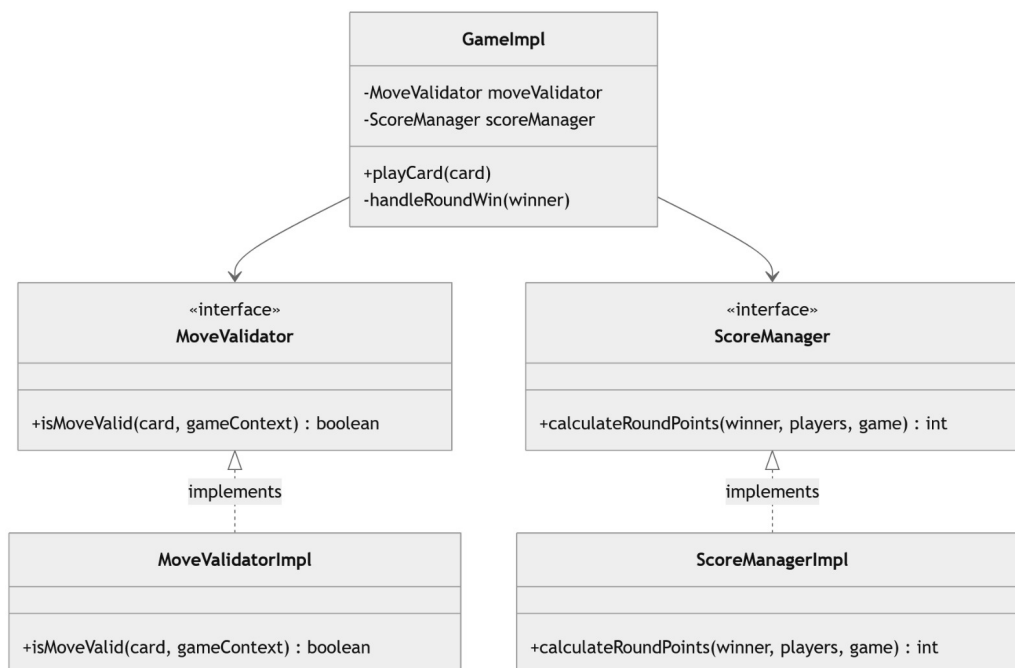 GameImpl
-MoveValidator moveValidator
-ScoreManager scoreManager
+playCard(card)
-handleRoundWin(winner)
«interface»
MoveValidator
+isMoveValid(card, gameContext) : boolean
«interface»
ScoreManager
+calculateRoundPoints(winner, players, game) : int
implements
implements
MoveValidatorImpl
+isMoveValid(card, gameContext) : boolean
ScoreManagerImpl
+calculateRoundPoints(winner, players, game) : int